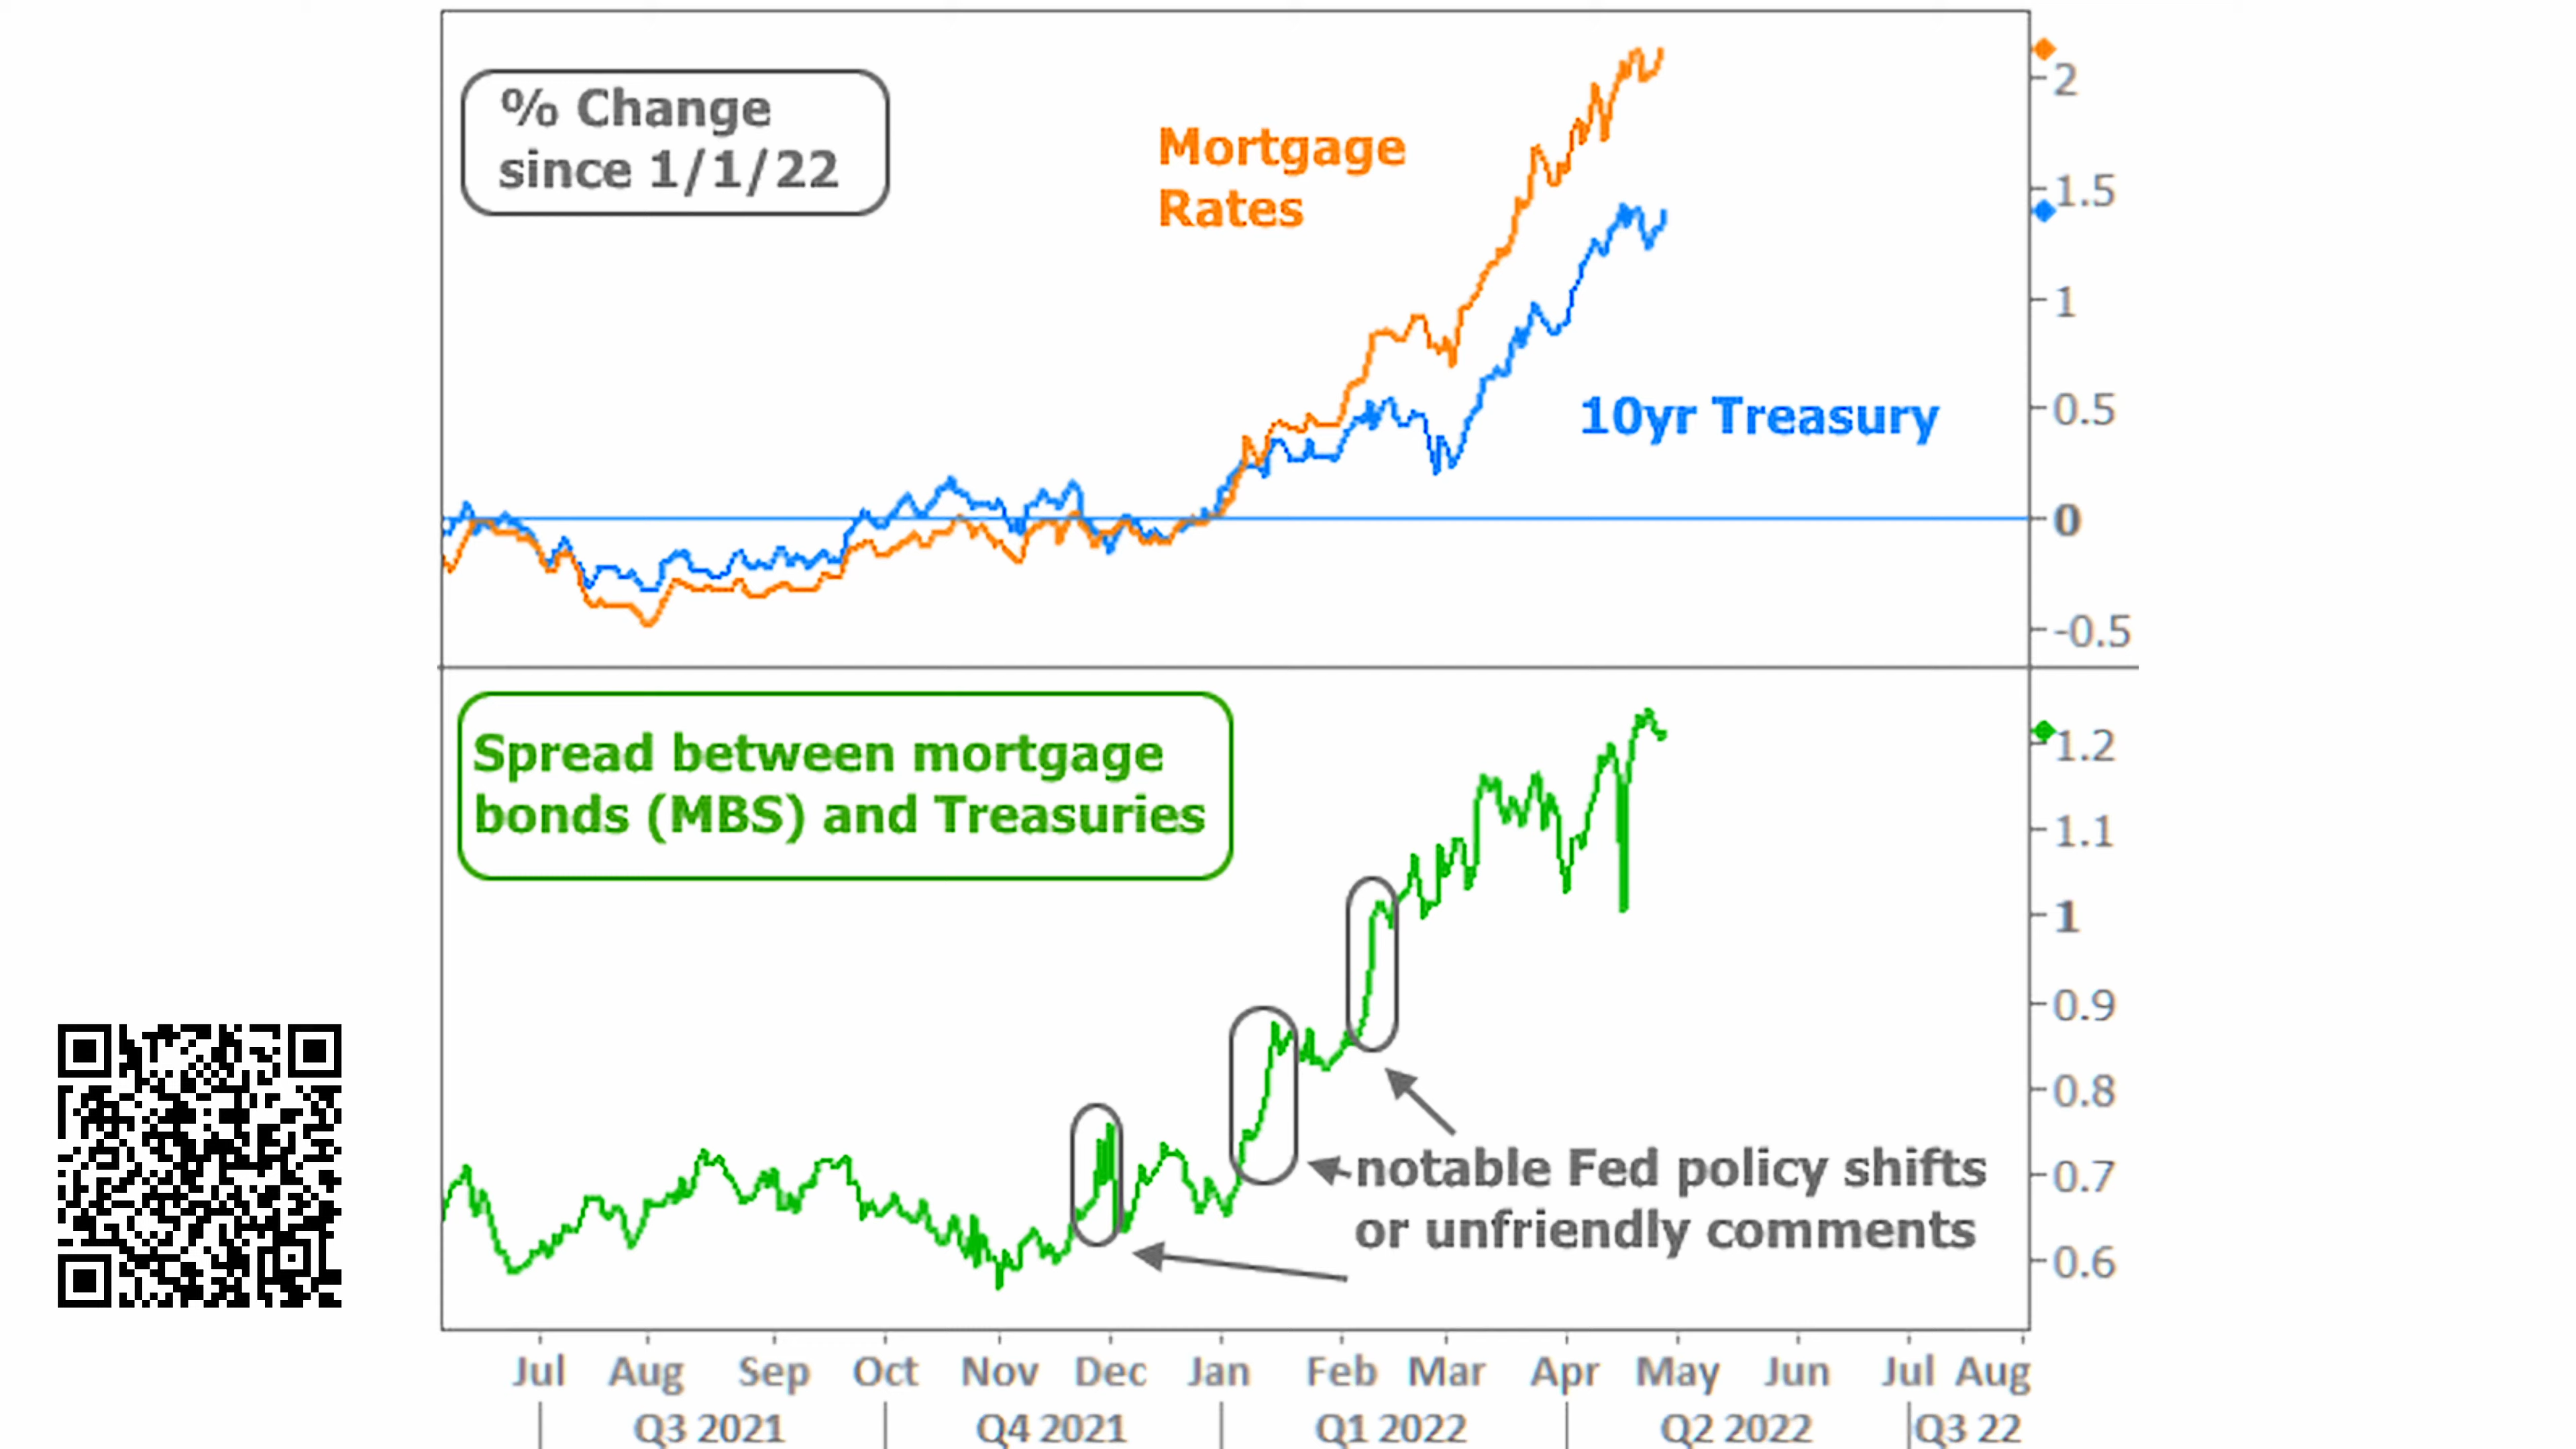 % Change
since 1/1/22
Mortgage
Rates
10yr Treasury
2
1.5
1
0.5
0
-0.5
Spread between mortgage
bonds (MBS) and Treasuries
notable Fed policy shifts
or unfriendly comments
1.2
1.1
1
0.9
0.8
0.7
0.6
Jul Aug Sep Oct Nov Dec Jan Feb Mar Apr May Jun Jul Aug
Q3 2021 Q4 2021 Q1 2022 Q2 2022 Q3 22